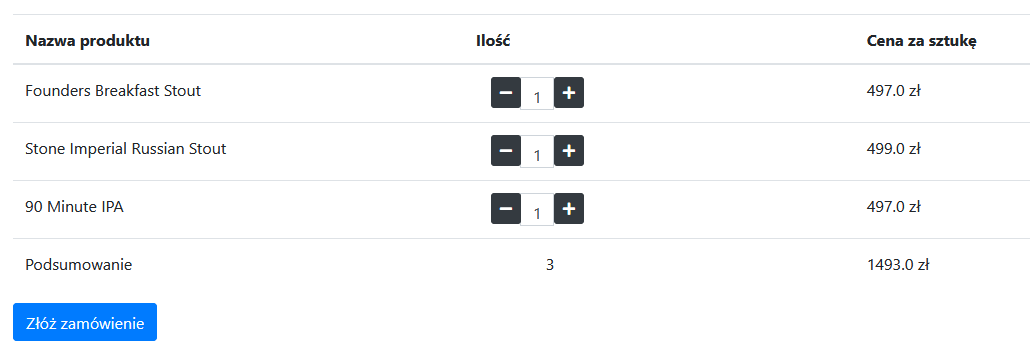 Nazwa produktu Ilość Cena za sztukę
Founders Breakfast Stout − 1 + 497.0 zł
Stone Imperial Russian Stout − 1 + 499.0 zł
90 Minute IPA − 1 + 497.0 zł
Podsumowanie 3 1493.0 zł
Złóż zamówienie